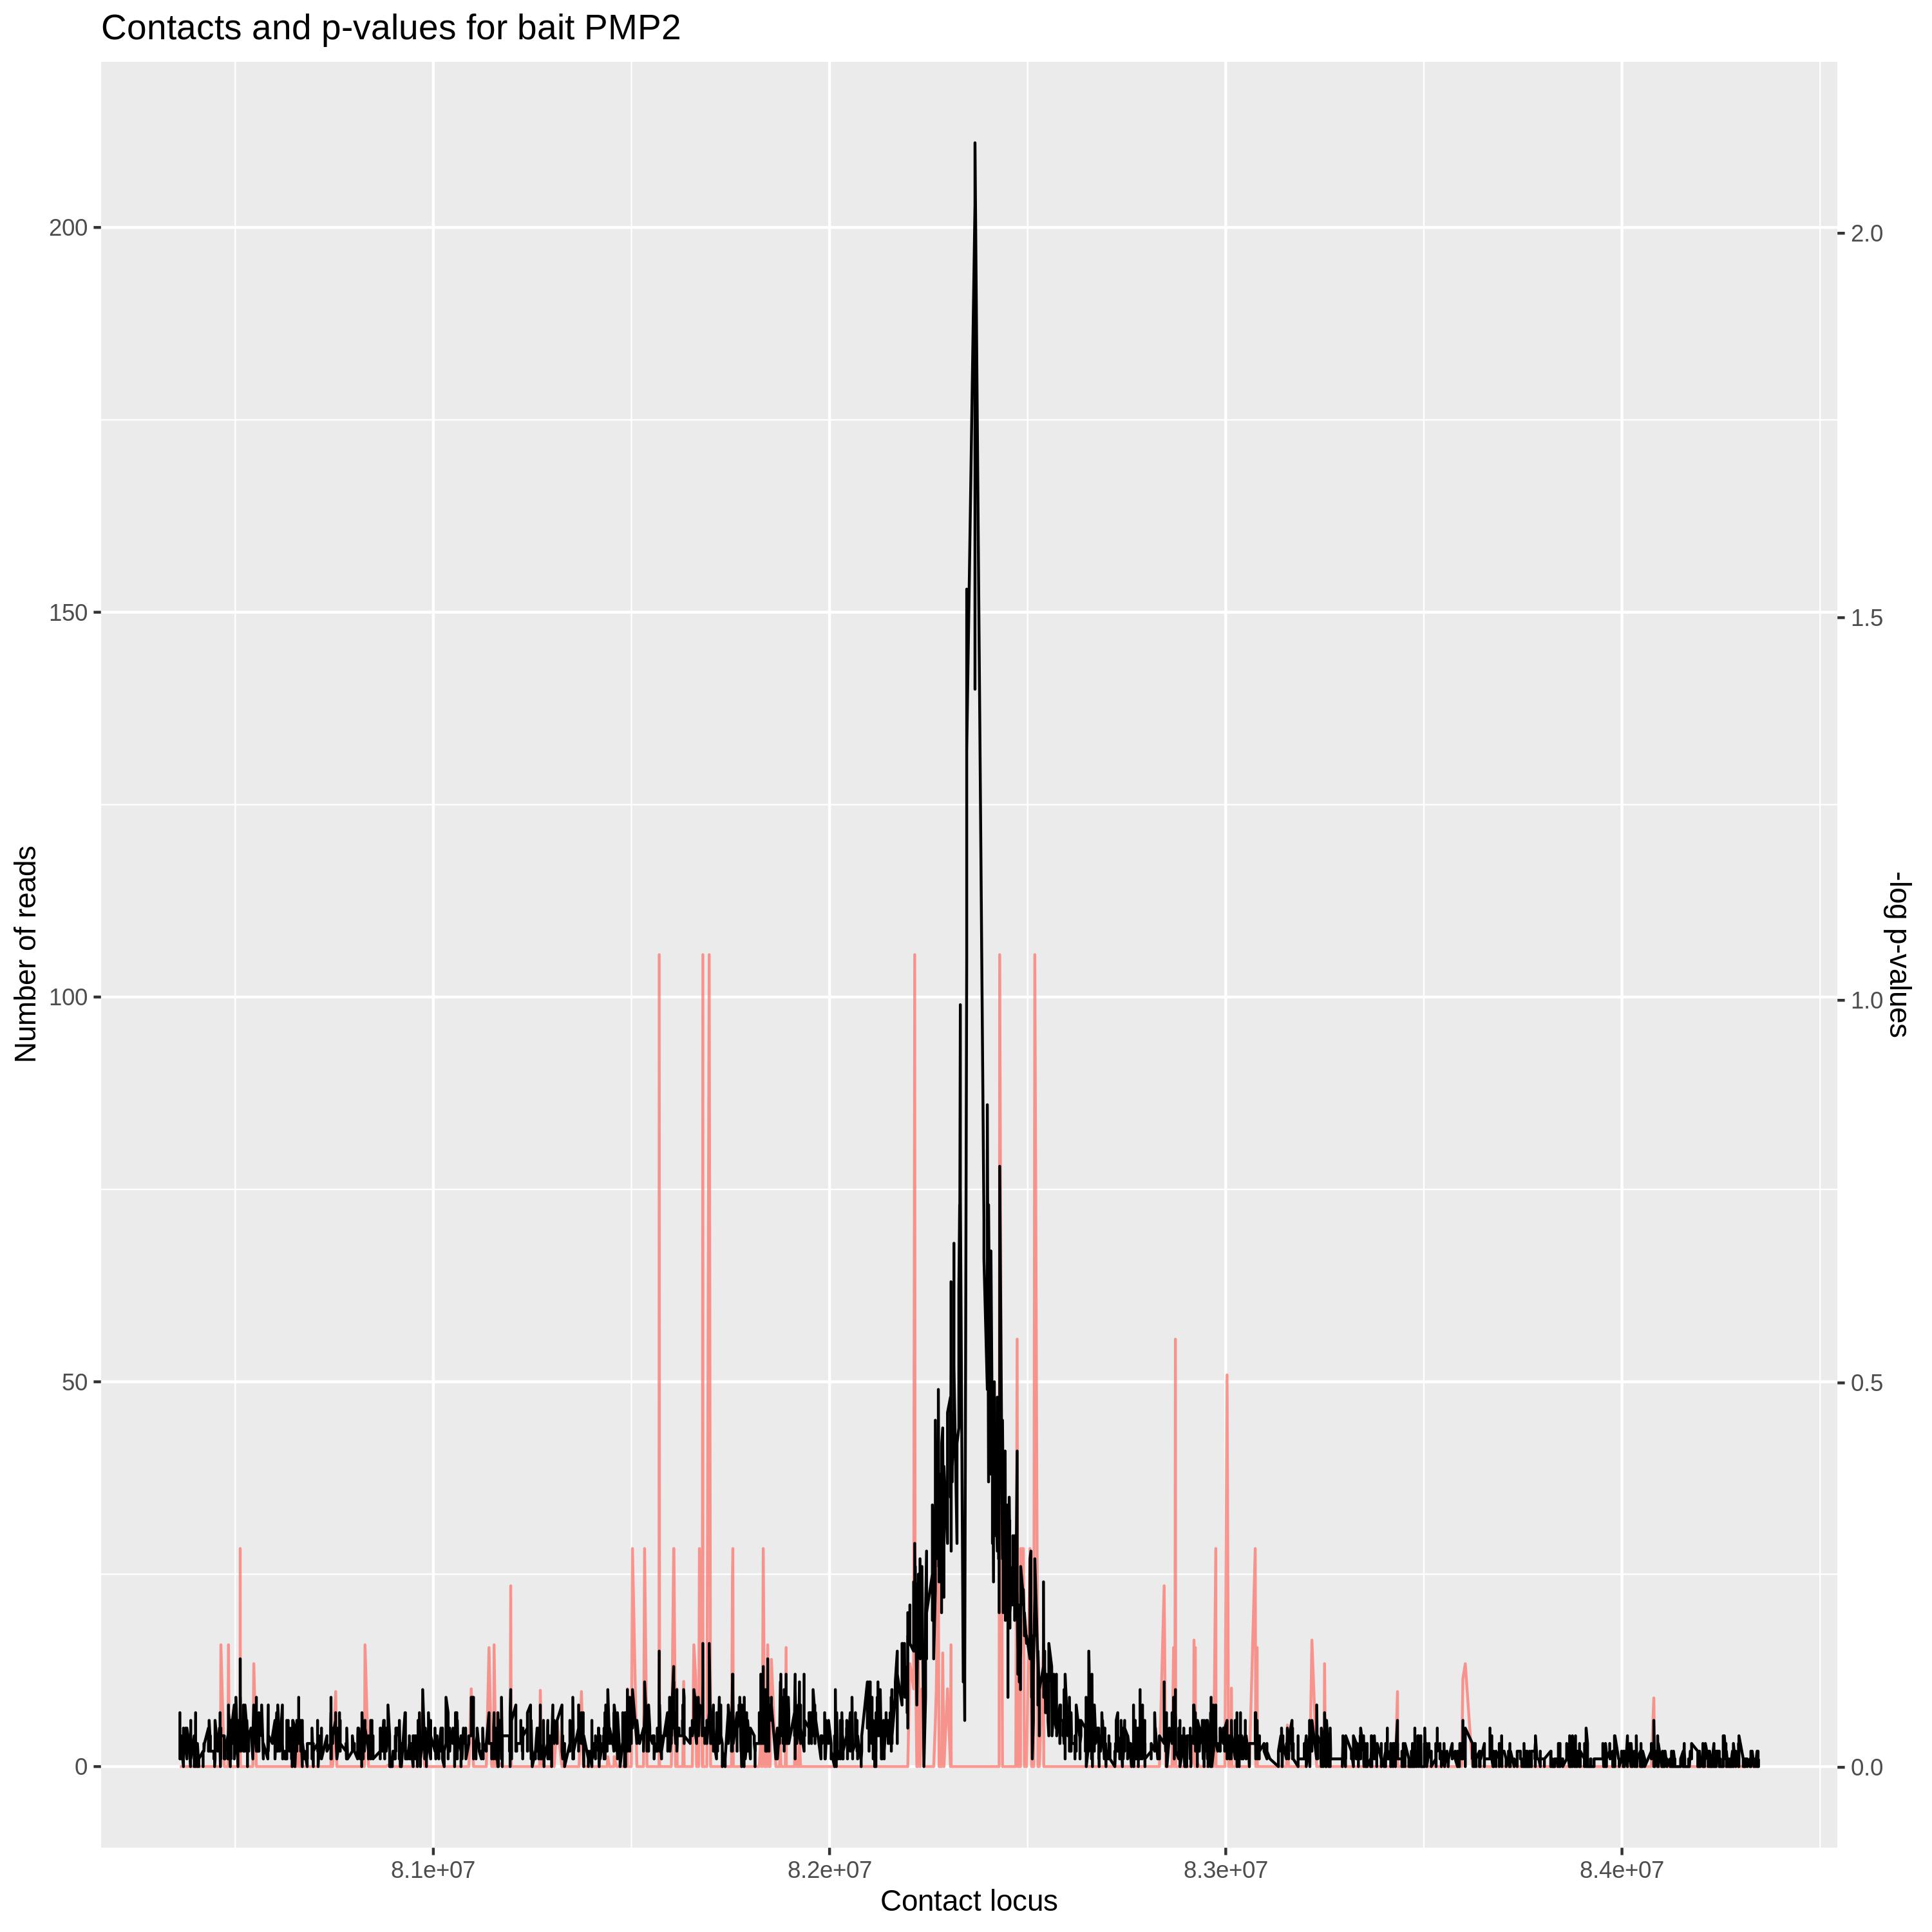 Contacts and p-values for bait PMP2
Number of reads
200
150
100
50
0
2.0
1.5
1.0
0.5
0.0
-log p-values
8.1e+07
8.2e+07
8.3e+07
8.4e+07
Contact locus